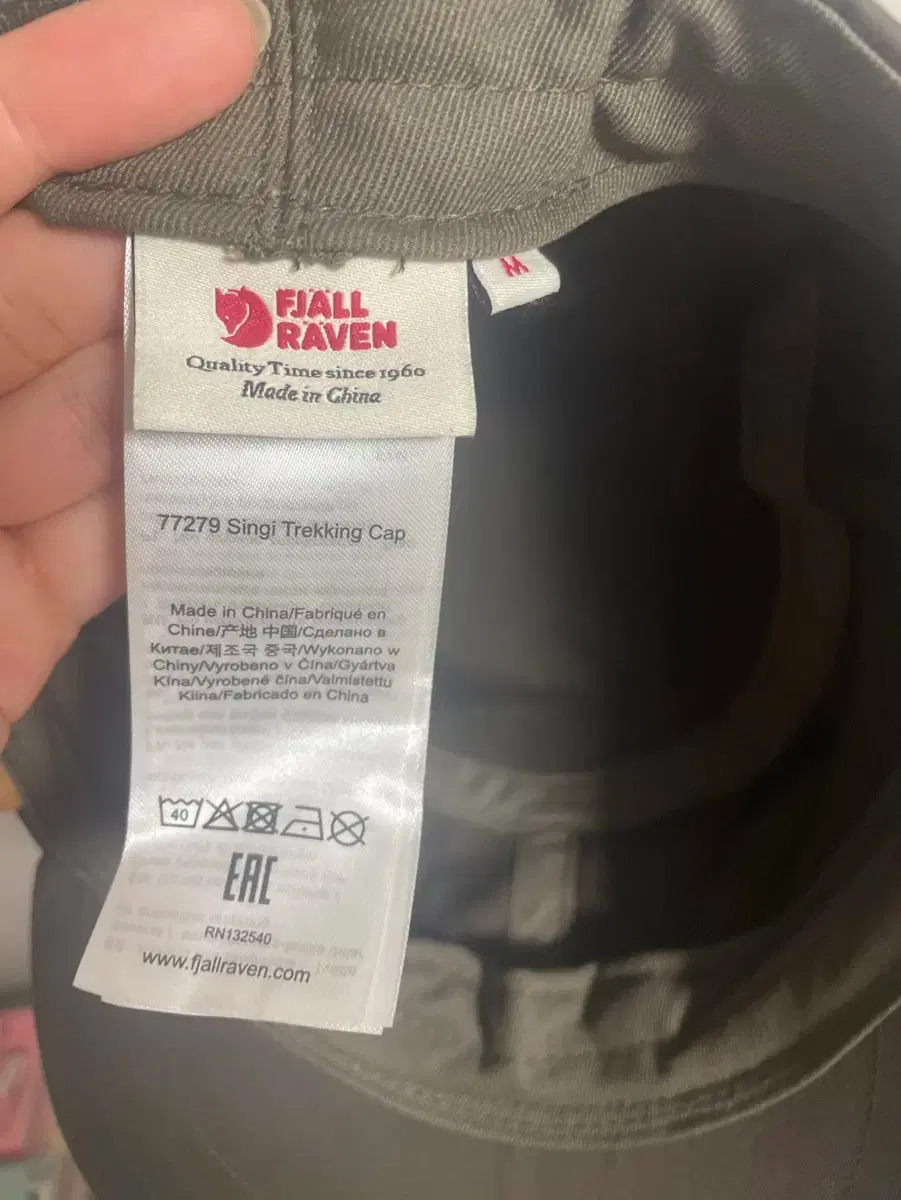 FJÄLL
RÄVEN
Quality Time since 1960
Made in China
M
77279 Singi Trekking Cap
Made in China/Fabriqué en
Chine/产地 中国/Сделано в
Китае/제조국 중국/Wykonano w
Chiny/Vyrobeno v Čína/Gyártva
Kína/Vyrobené čína/Valmistettu
Kiina/Fabricado en China
40
EAC
RN132540
www.fjallraven.com